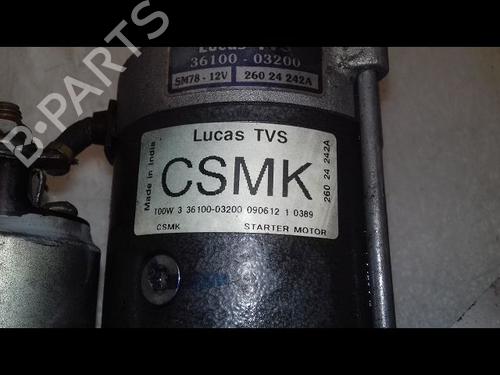 Lucas TVS
36100 - 03200
SM78 - 12V 260 24 242A
Lucas TVS
Made in India
CSMK
260 24 242A
100W 3 36100-03200 090612 1 0389
CSMK STARTER MOTOR
B-PARTS